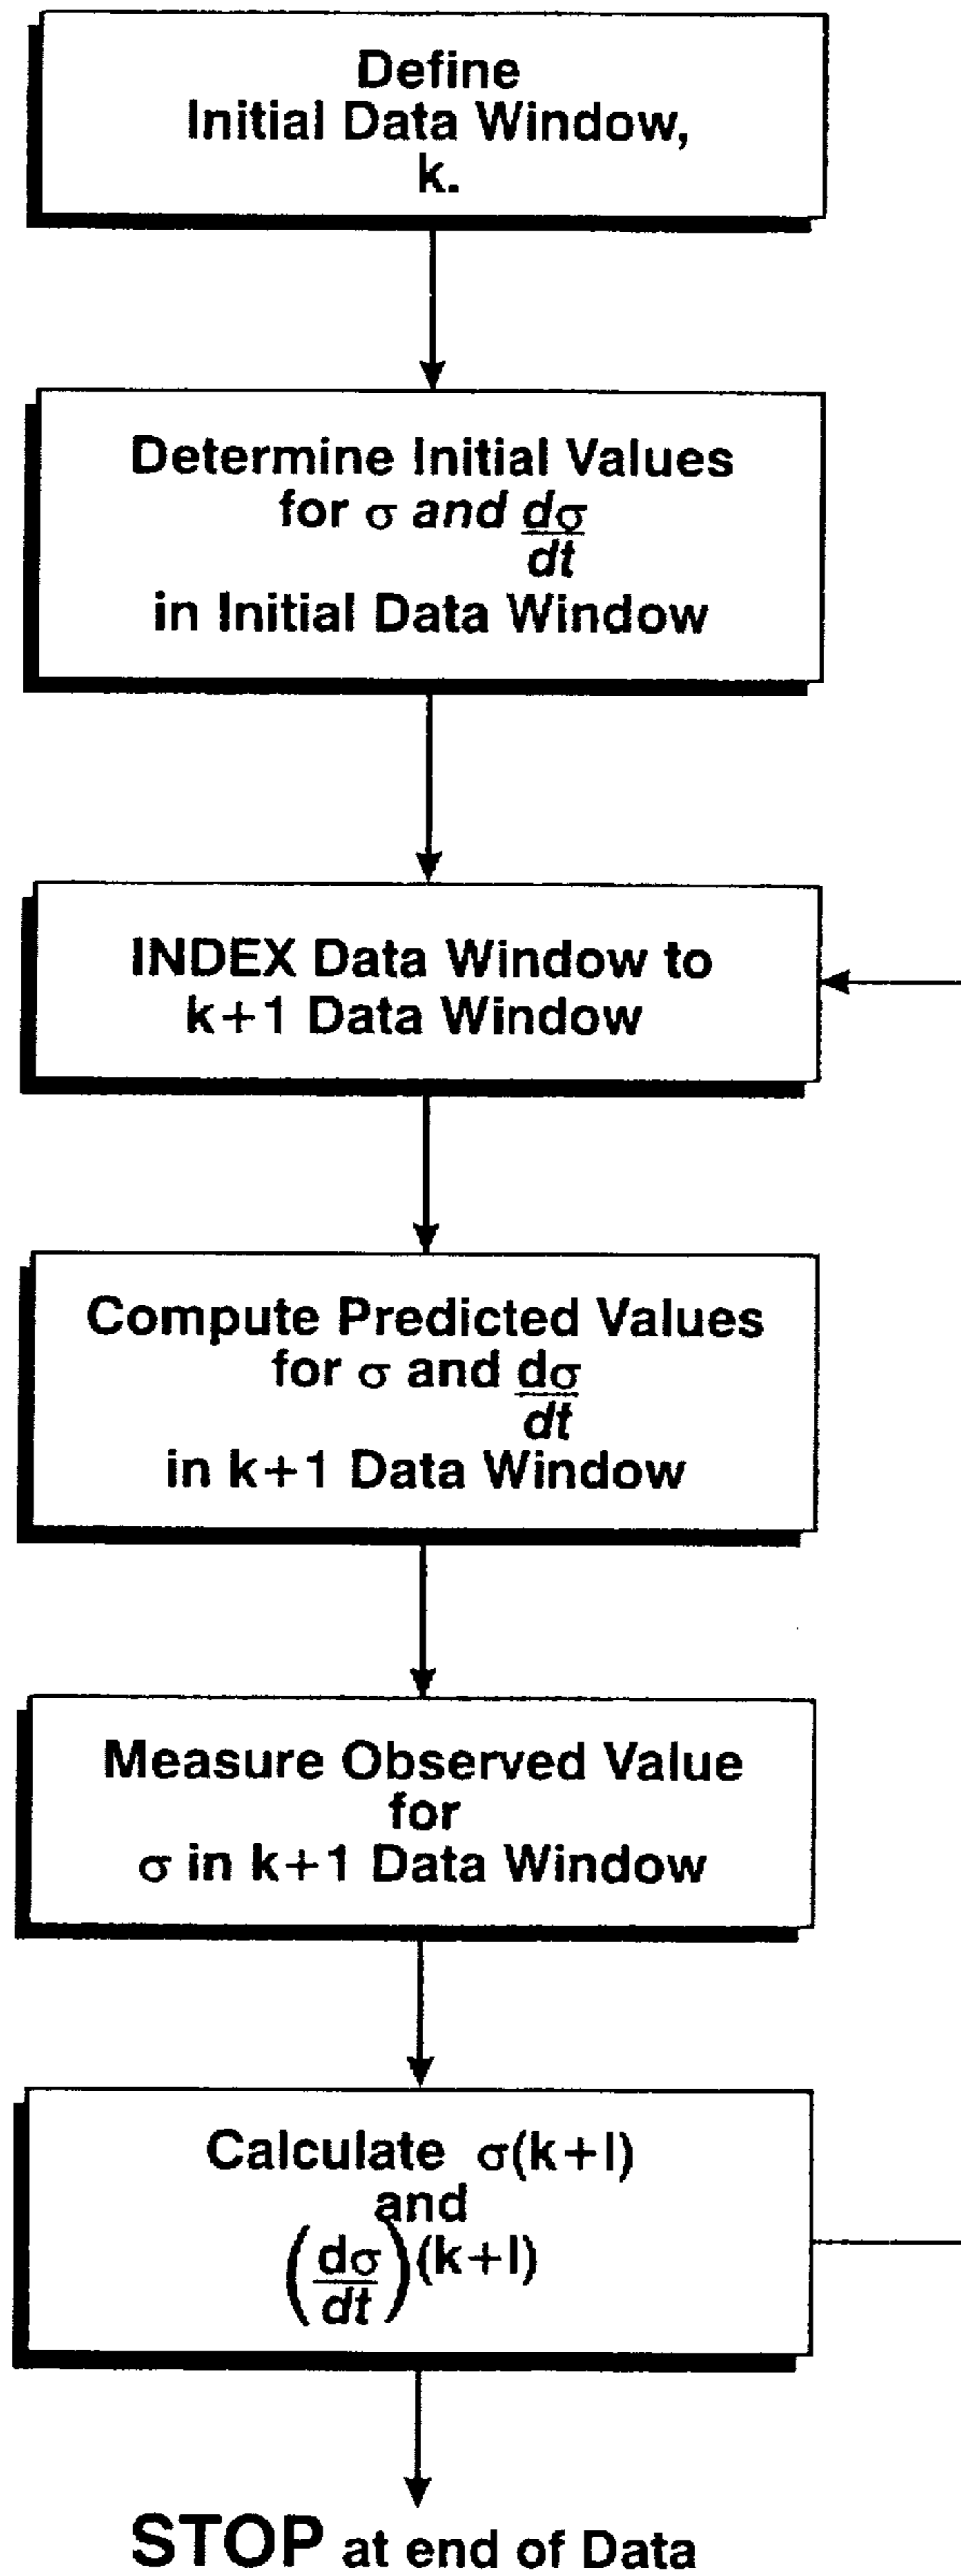 Define
Initial Data Window,
k.
Determine Initial Values
for σ and dσ
dt
in Initial Data Window
INDEX Data Window to
k+1 Data Window
Compute Predicted Values
for σ and dσ
dt
in k+1 Data Window
Measure Observed Value
for
σ in k+1 Data Window
Calculate σ(k+l)
and
(dσ/dt)(k+l)
STOP at end of Data